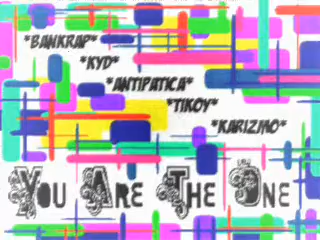 *BANKRAP*
*KYD*
*ANTIPATICA*
*TIKOY*
*KARIZMO*
You Are The One